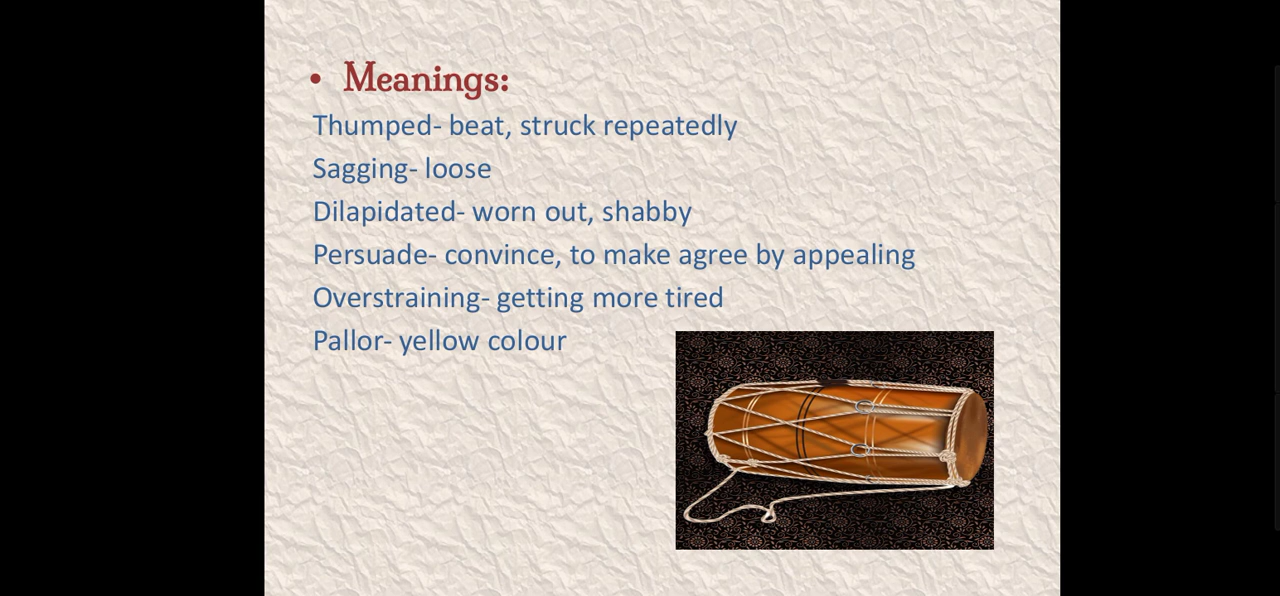 • Meanings:
Thumped- beat, struck repeatedly
Sagging- loose
Dilapidated- worn out, shabby
Persuade- convince, to make agree by appealing
Overstraining- getting more tired
Pallor- yellow colour